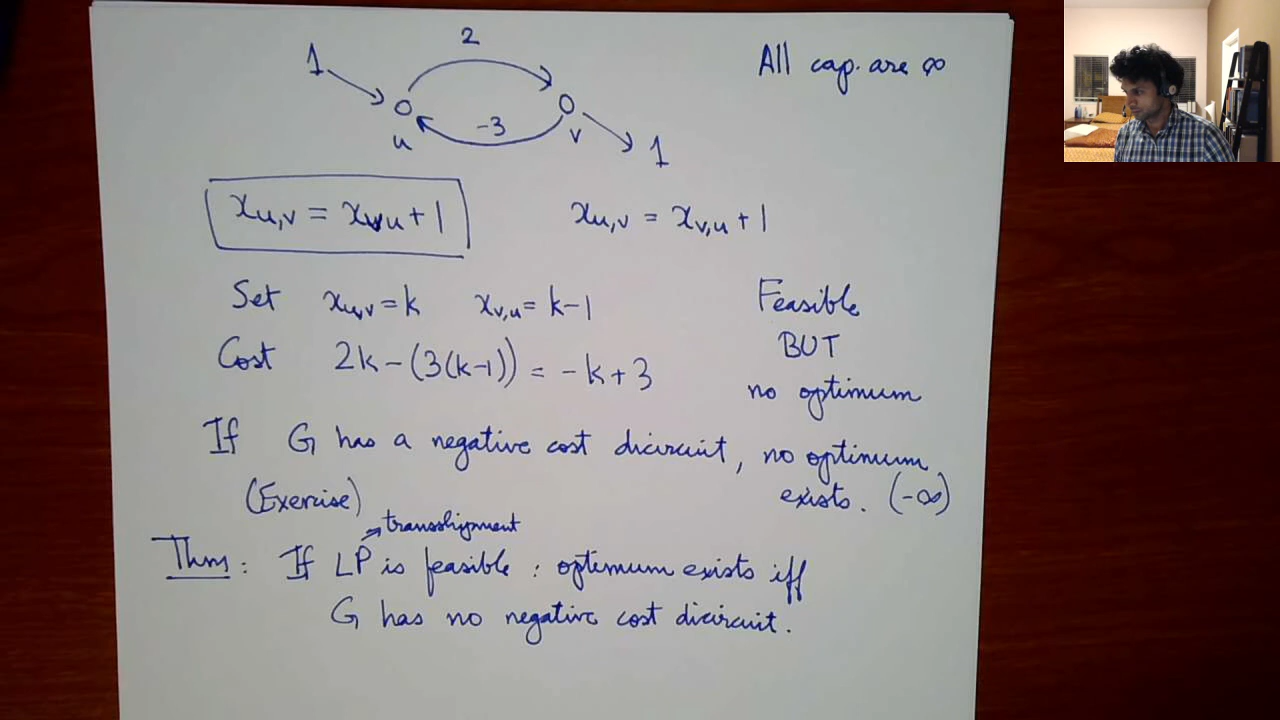 1 2 All cap. are ∞
u -3 v 1
x_{u,v} = x_{v,u} + 1 x_{u,v} = x_{v,u} + 1
Set x_{u,v} = k x_{v,u} = k-1 Feasible
BUT
Cost 2k - (3(k-1)) = -k + 3 no optimum
If G has a negative cost dicircuit, no optimum
(Exercise) exists. (-∞)
→ transshipment
Thm: If LP is feasible : optimum exists iff
G has no negative cost dicircuit.